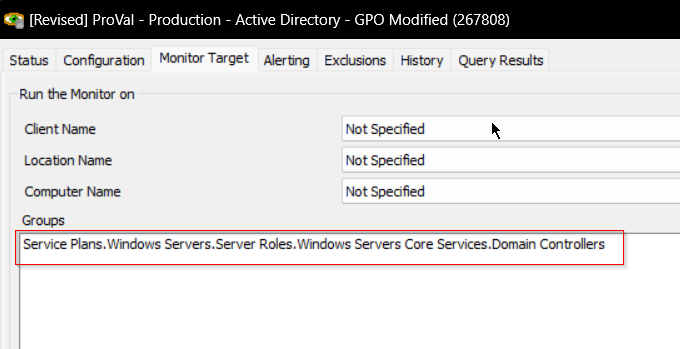 [Revised] ProVal - Production - Active Directory - GPO Modified (267808)
Status Configuration Monitor Target Alerting Exclusions History Query Results
Run the Monitor on
Client Name Not Specified
Location Name Not Specified
Computer Name Not Specified
Groups
Service Plans.Windows Servers.Server Roles.Windows Servers Core Services.Domain Controllers